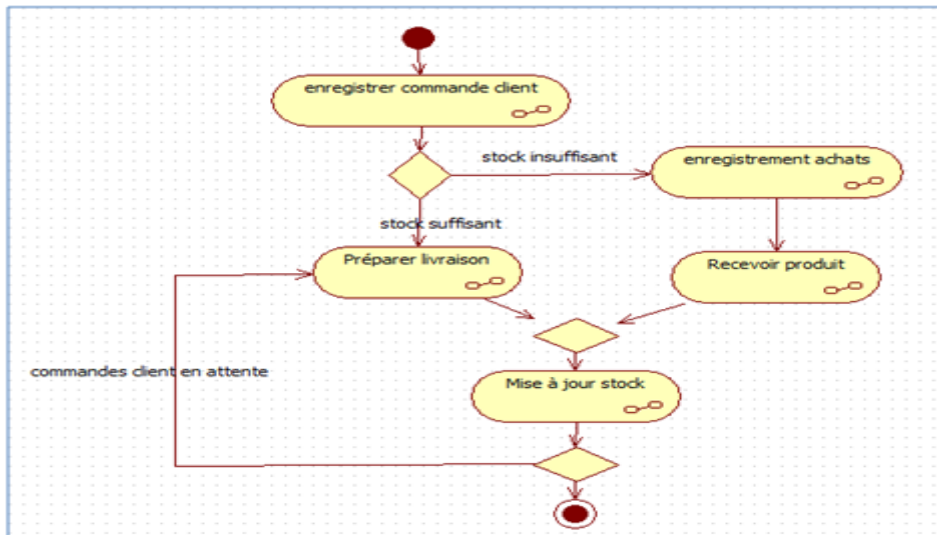 enregistrer commande client
stock insuffisant
enregistrement achats
stock suffisant
Préparer livraison
Recevoir produit
commandes client en attente
Mise à jour stock